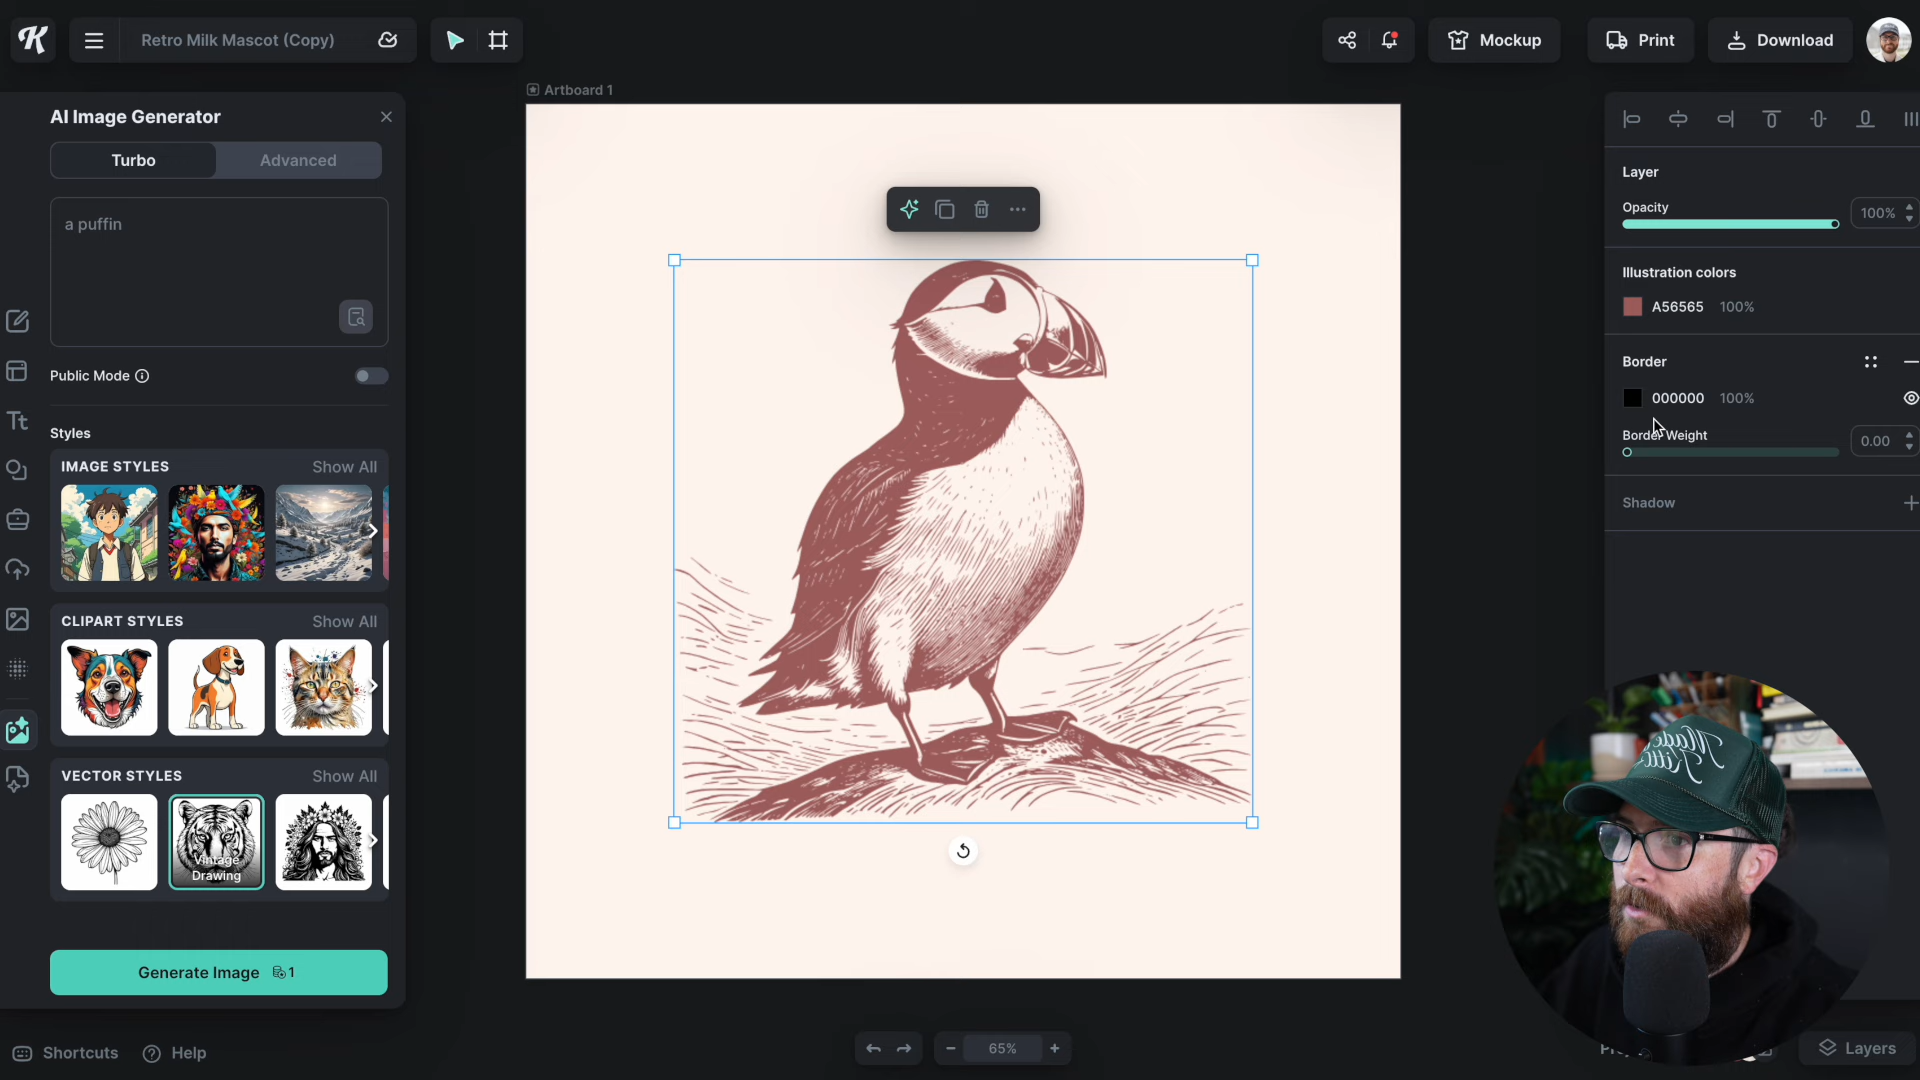 K
Retro Milk Mascot (Copy)
Mockup
Print
Download
Artboard 1
AI Image Generator
Turbo
Advanced
a puffin
Public Mode
Styles
IMAGE STYLES
Show All
CLIPART STYLES
Show All
VECTOR STYLES
Show All
Vintage
Drawing
Generate Image
1
Shortcuts
Help
65%
Layer
Opacity
100%
Illustration colors
A56565
100%
Border
000000
100%
Border Weight
0.00
Shadow
Tt
Made
Layers